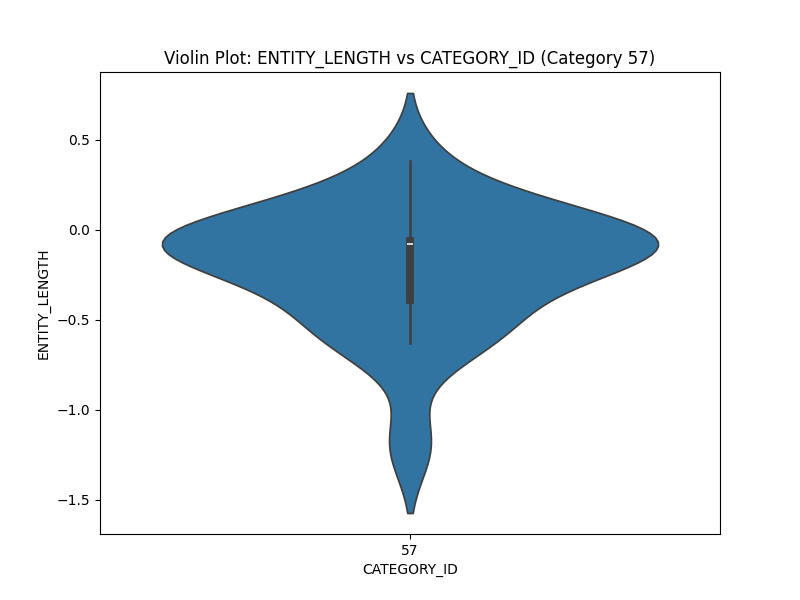 Violin Plot: ENTITY_LENGTH vs CATEGORY_ID (Category 57)
0.5
0.0
−0.5
−1.0
−1.5
ENTITY_LENGTH
57
CATEGORY_ID